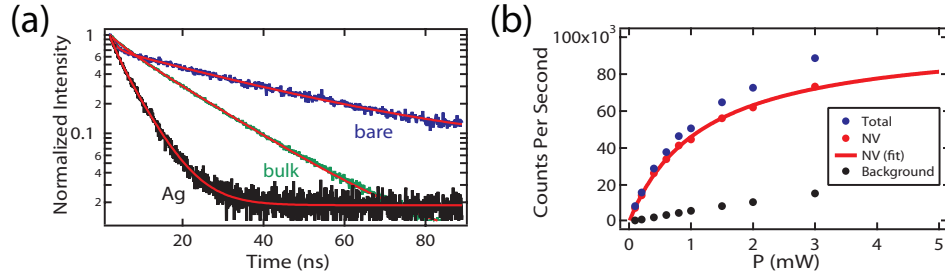 (a)
Normalized Intensity
1
6
4
2
0.1
6
4
2
bare
bulk
Ag
20
40
60
80
Time (ns)
(b)
Counts Per Second
100x10³
80
60
40
20
0
Total
NV
NV (fit)
Background
0
1
2
3
4
5
P (mW)